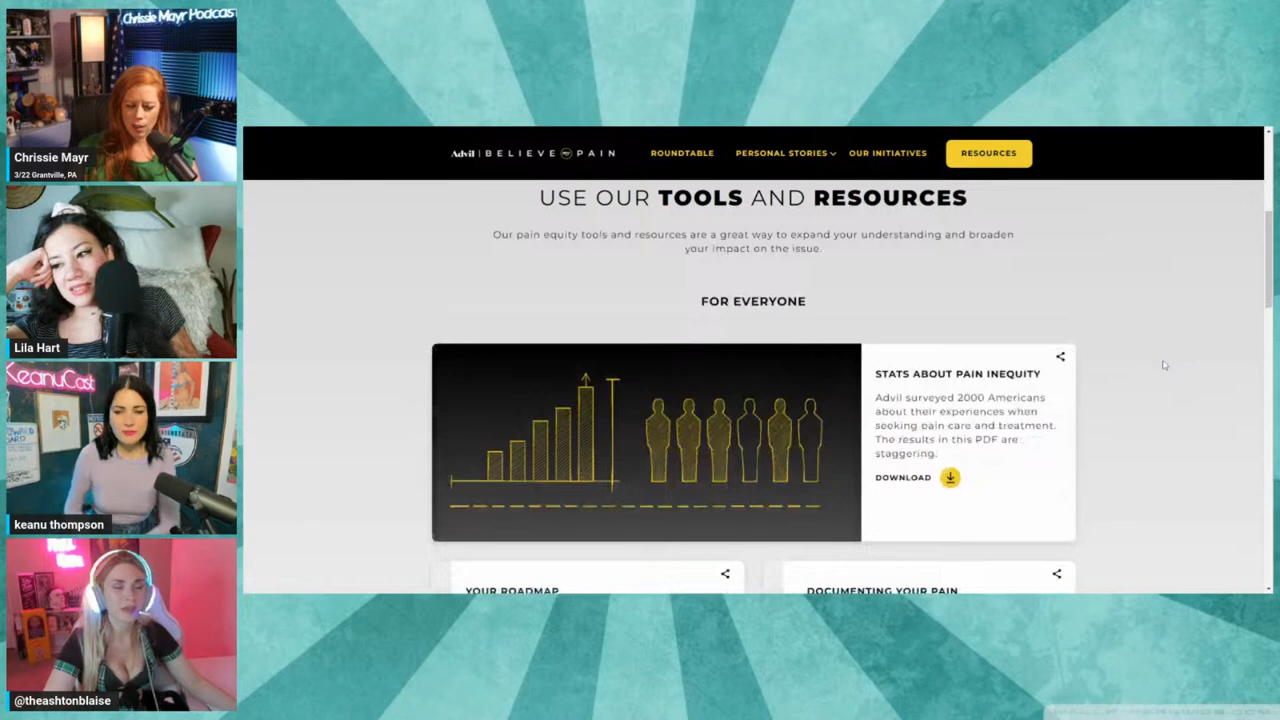 Chrissie Mayr Podcast
Chrissie Mayr
3/22 Grantville, PA
Lila Hart
KeanuCast
keanu thompson
@theashtonblaise
Advil | BELIEVE MY PAIN
ROUNDTABLE
PERSONAL STORIES
OUR INITIATIVES
RESOURCES
USE OUR TOOLS AND RESOURCES
Our pain equity tools and resources are a great way to expand your understanding and broaden
your impact on the issue.
FOR EVERYONE
STATS ABOUT PAIN INEQUITY
Advil surveyed 2000 Americans
about their experiences when
seeking pain care and treatment.
The results in this PDF are
staggering.
DOWNLOAD
YOUR ROADMAP
DOCUMENTING YOUR PAIN